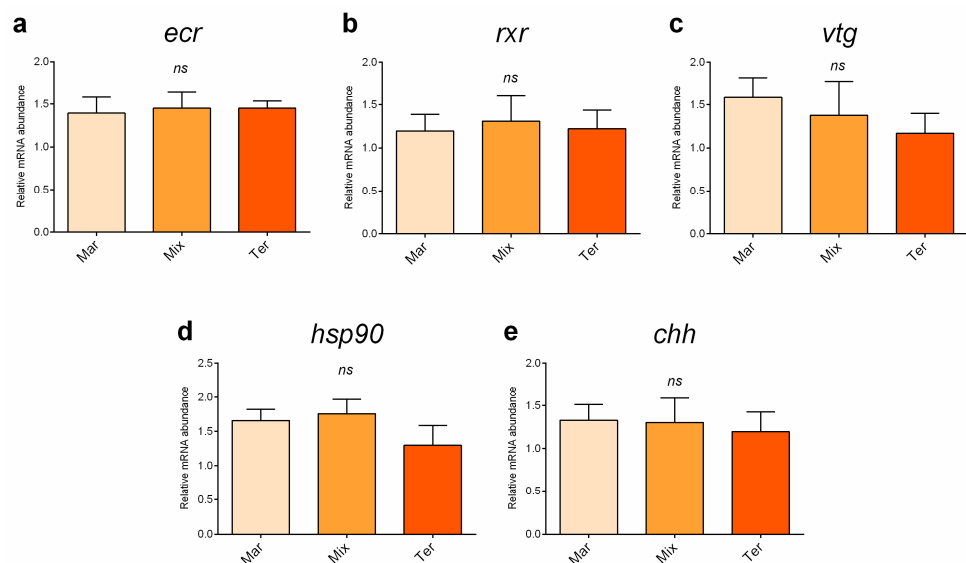 a
ecr
Relative mRNA abundance
2.0
1.5
1.0
0.5
0.0
ns
Mar
Mix
Ter
b
rxr
Relative mRNA abundance
2.0
1.5
1.0
0.5
0.0
ns
Mar
Mix
Ter
c
vtg
Relative mRNA abundance
2.0
1.5
1.0
0.5
0.0
ns
Mar
Mix
Ter
d
hsp90
Relative mRNA abundance
2.5
2.0
1.5
1.0
0.5
0.0
ns
Mar
Mix
Ter
e
chh
Relative mRNA abundance
2.0
1.5
1.0
0.5
0.0
ns
Mar
Mix
Ter